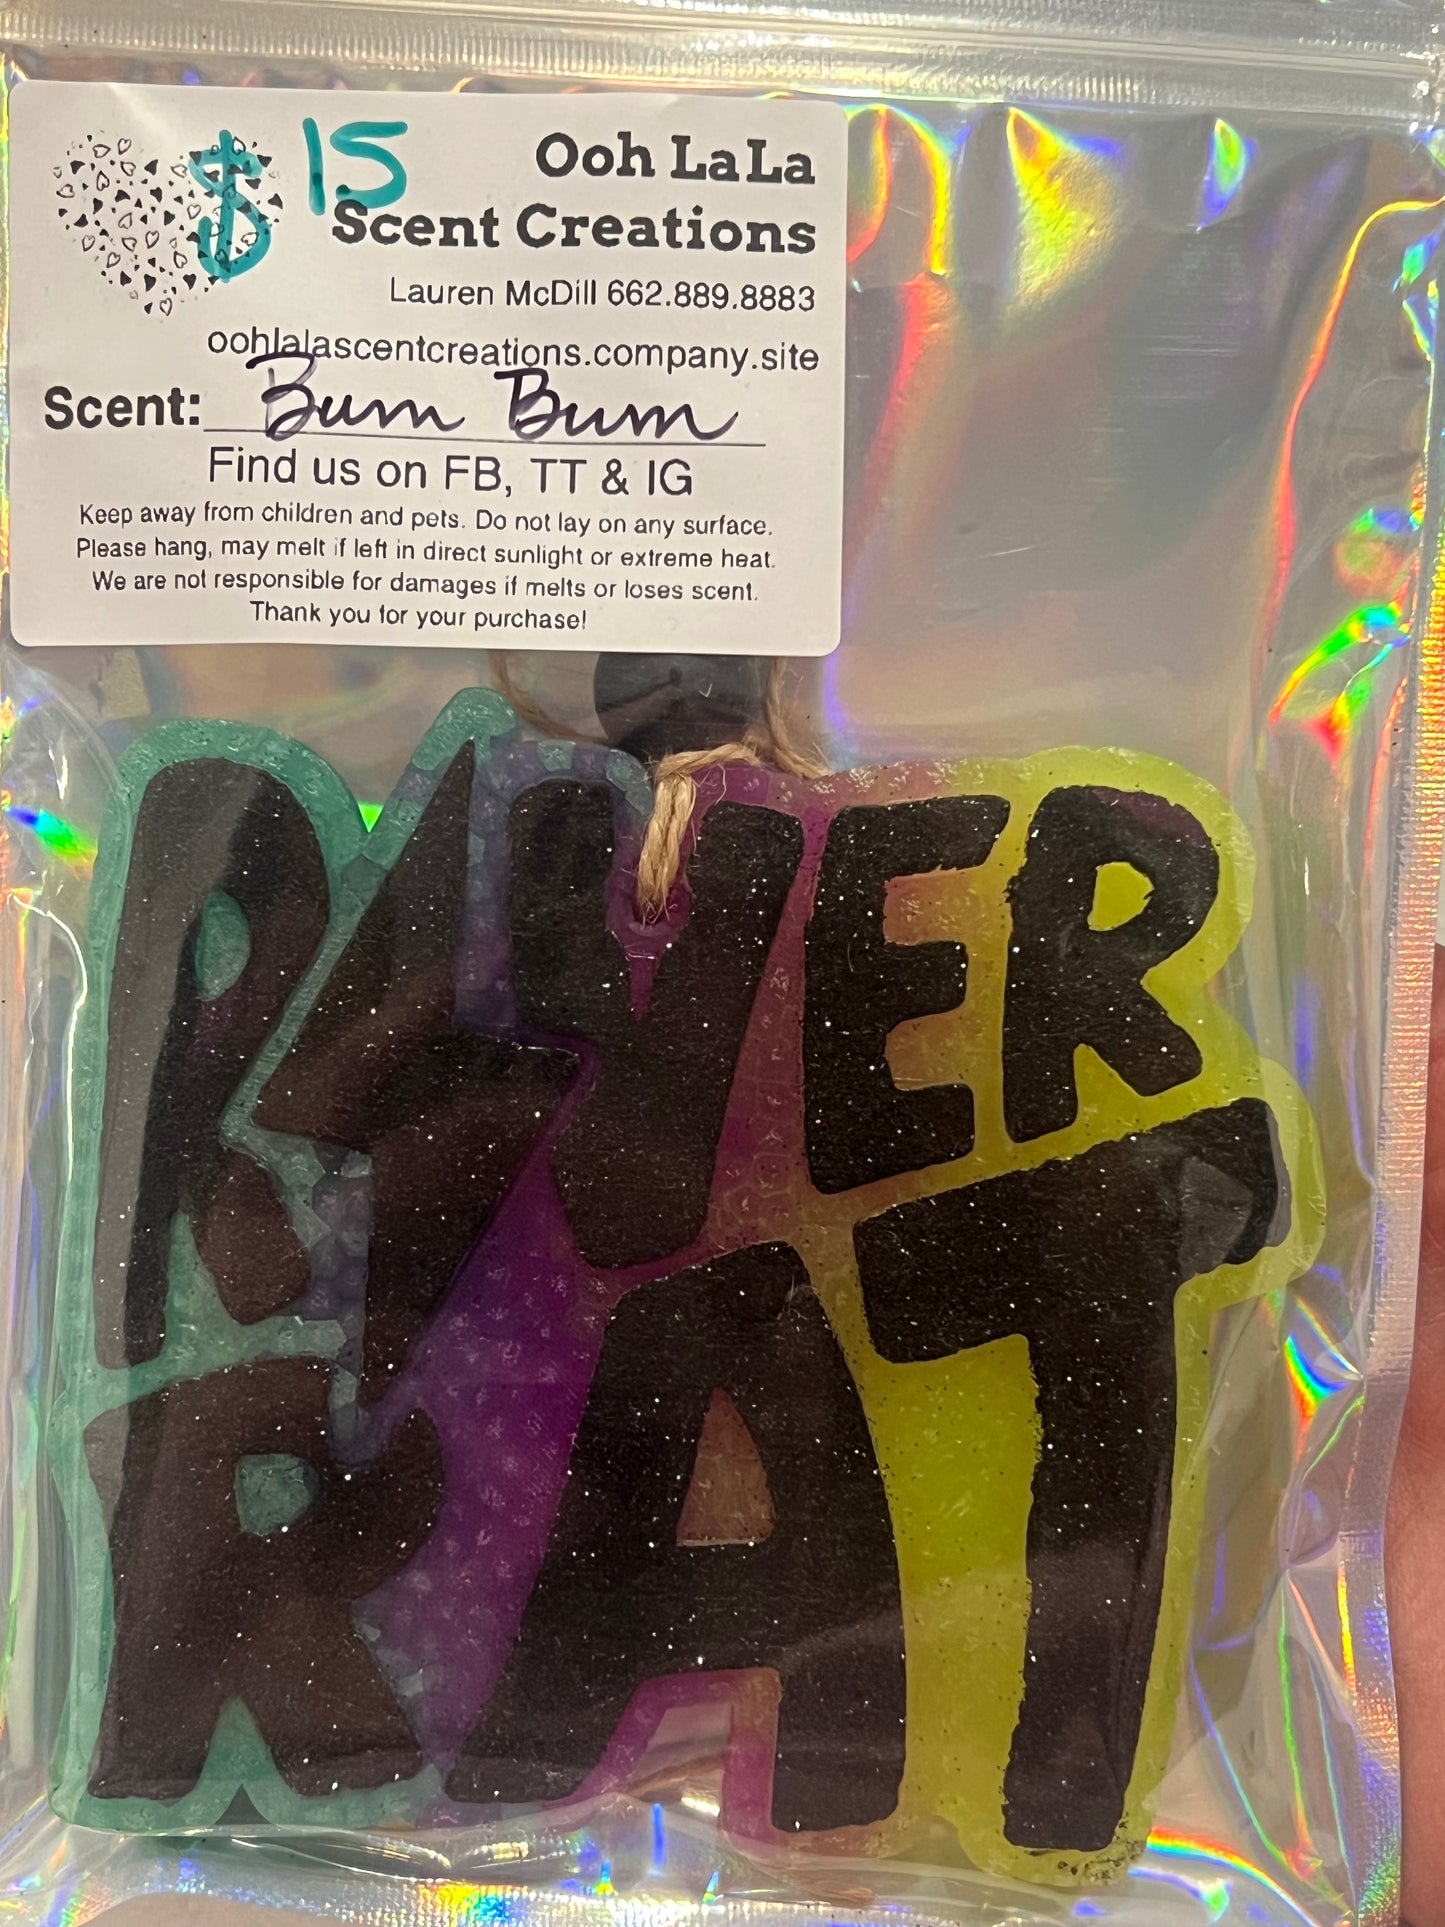 $15
Ooh LaLa
Scent Creations
Lauren McDill 662.889.8883
oohlalascentcreations.company.site
Scent: Bum Bum
Find us on FB, TT & IG
Keep away from children and pets. Do not lay on any surface.
Please hang, may melt if left in direct sunlight or extreme heat.
We are not responsible for damages if melts or loses scent.
Thank you for your purchase!
RIVER
RAT